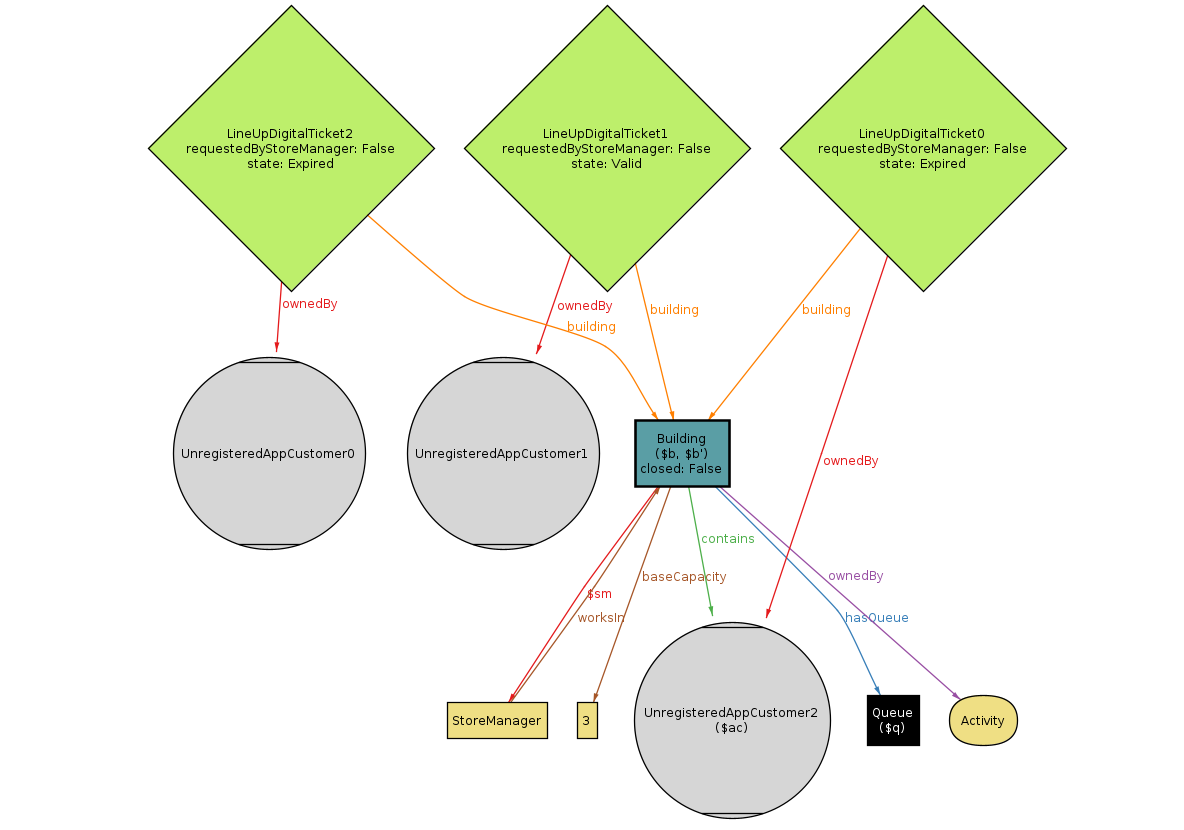 LineUpDigitalTicket2
requestedByStoreManager: False
state: Expired
LineUpDigitalTicket1
requestedByStoreManager: False
state: Valid
LineUpDigitalTicket0
requestedByStoreManager: False
state: Expired
ownedBy
ownedBy
building
building
building
UnregisteredAppCustomer0
UnregisteredAppCustomer1
Building
($b, $b')
closed: False
ownedBy
contains
baseCapacity
ownedBy
$sm
worksIn
hasQueue
StoreManager
3
UnregisteredAppCustomer2
($ac)
Queue
($q)
Activity